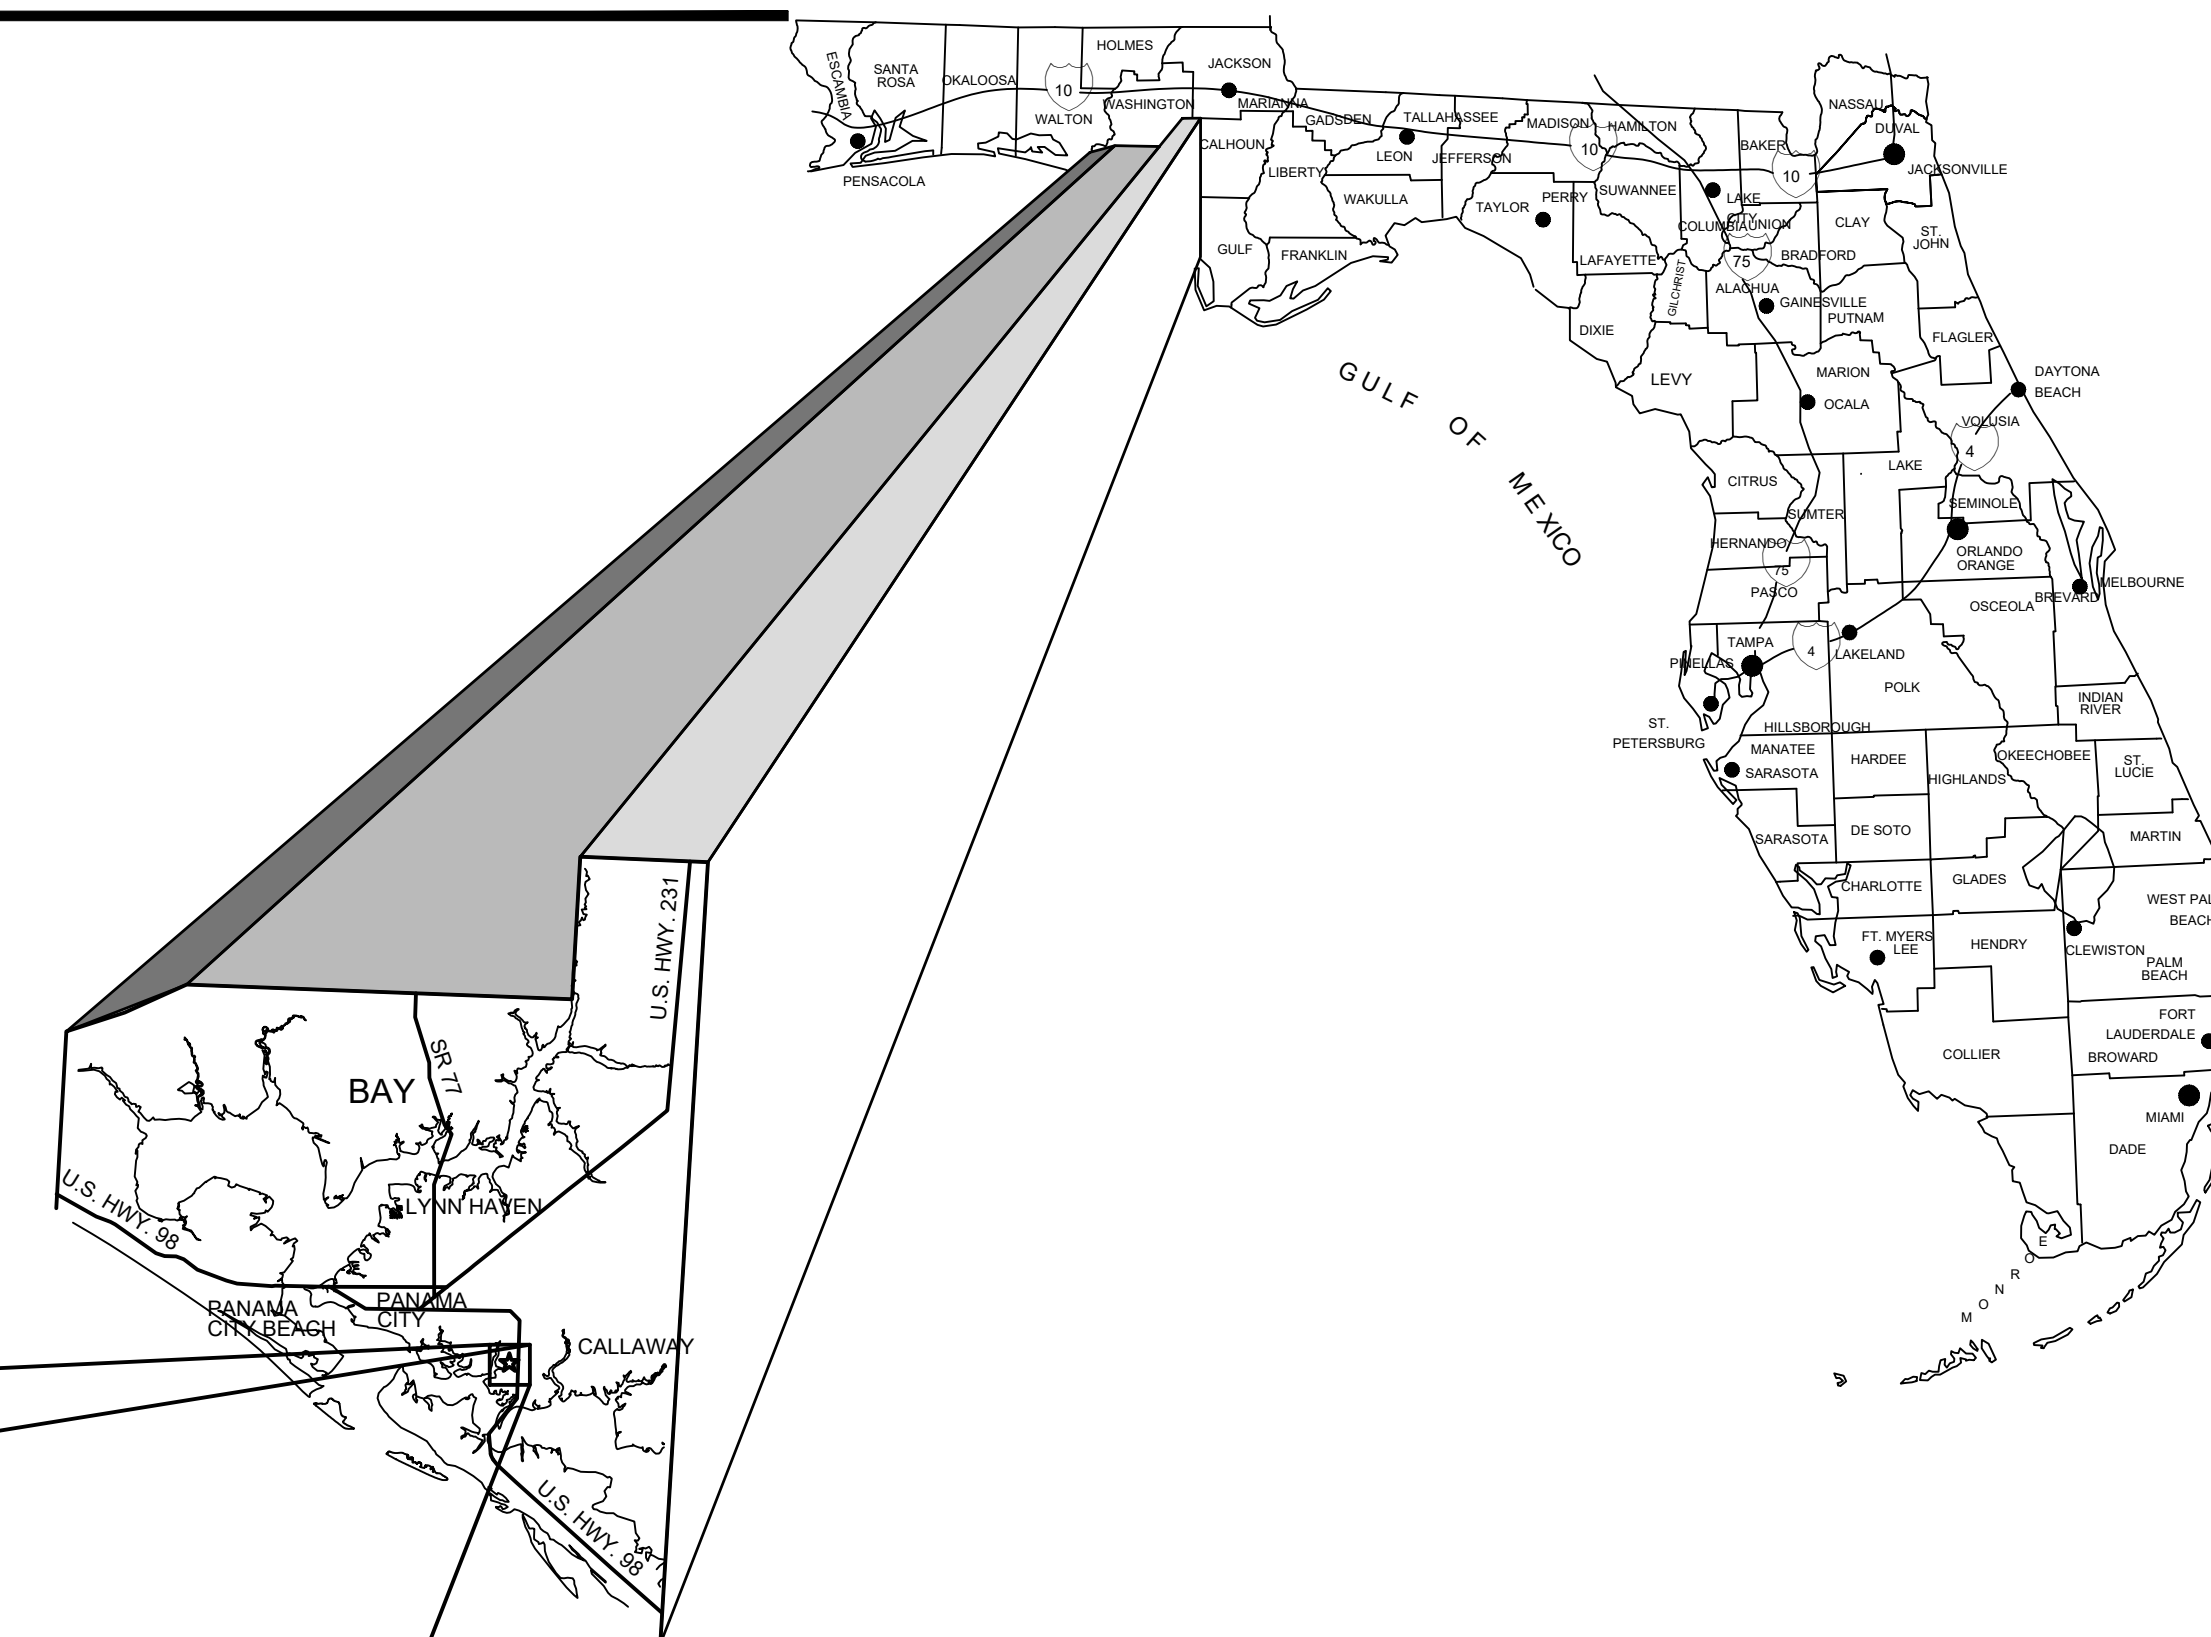 ESCAMBIA
SANTA
ROSA
OKALOOSA
10
WALTON
HOLMES
WASHINGTON
JACKSON
MARIANNA
PENSACOLA
CALHOUN
GADSDEN
LIBERTY
GULF
FRANKLIN
TALLAHASSEE
LEON
JEFFERSON
WAKULLA
MADISON
10
HAMILTON
TAYLOR
PERRY
SUWANNEE
LAFAYETTE
DIXIE
GILCHRIST
COLUMBIA
LAKE
CITY
UNION
BAKER
10
NASSAU
DUVAL
JACKSONVILLE
CLAY
ST.
JOHN
75
BRADFORD
ALACHUA
GAINESVILLE
PUTNAM
FLAGLER
LEVY
MARION
OCALA
DAYTONA
BEACH
VOLUSIA
4
LAKE
CITRUS
SUMTER
SEMINOLE
HERNANDO
75
PASCO
ORLANDO
ORANGE
MELBOURNE
BREVARD
OSCEOLA
TAMPA
PINELLAS
4
LAKELAND
POLK
ST.
PETERSBURG
HILLSBOROUGH
INDIAN
RIVER
MANATEE
SARASOTA
HARDEE
HIGHLANDS
OKEECHOBEE
ST.
LUCIE
SARASOTA
DE SOTO
MARTIN
CHARLOTTE
GLADES
WEST PAL
BEACH
FT. MYERS
LEE
HENDRY
CLEWISTON
PALM
BEACH
FORT
LAUDERDALE
COLLIER
BROWARD
MIAMI
DADE
MONROE
GULF OF MEXICO
U.S. HWY. 231
SR 77
BAY
LYNN HAVEN
U.S. HWY. 98
PANAMA
CITY BEACH
PANAMA
CITY
CALLAWAY
U.S. HWY. 98